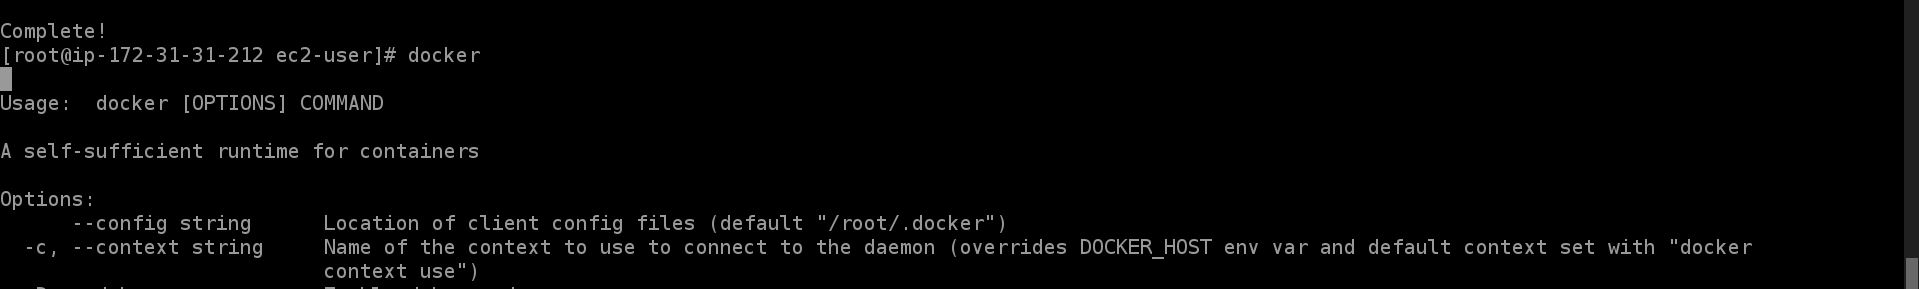 Complete!
[root@ip-172-31-31-212 ec2-user]# docker
Usage:  docker [OPTIONS] COMMAND
A self-sufficient runtime for containers
Options:
      --config string      Location of client config files (default "/root/.docker")
  -c, --context string     Name of the context to use to connect to the daemon (overrides DOCKER_HOST env var and default context set with "docker
                           context use")